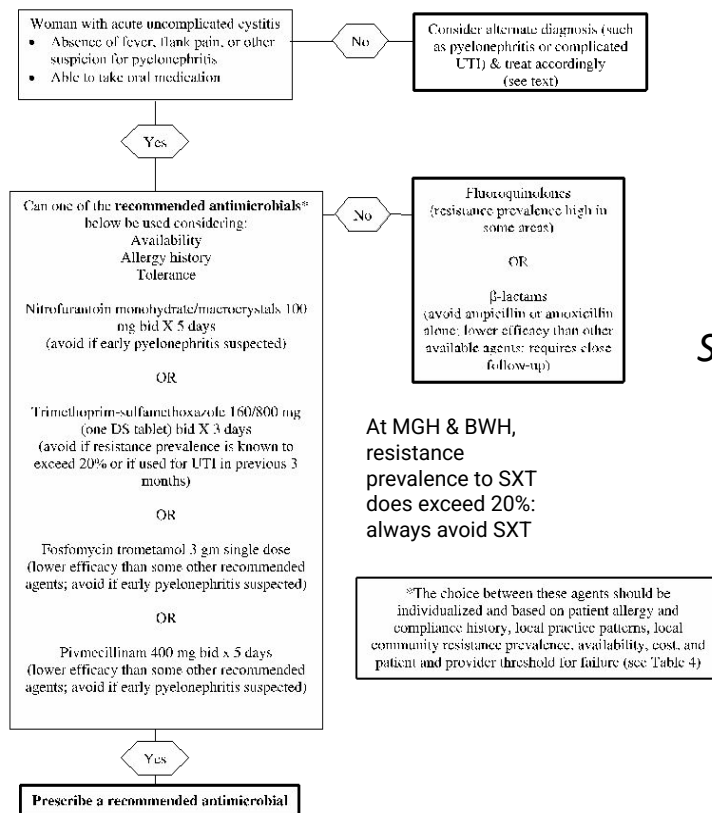 Woman with acute uncomplicated cystitis
• Absence of fever, flank pain, or other
suspicion for pyelonephritis
• Able to take oral medication
No
Consider alternate diagnosis (such
as pyelonephritis or complicated
UTI) & treat accordingly
(see text)
Yes
Can one of the recommended antimicrobials*
below be used considering:
Availability
Allergy history
Tolerance
Nitrofurantoin monohydrate/macrocrystals 100
mg bid X 5 days
(avoid if early pyelonephritis suspected)
OR
Trimethoprim-sulfamethoxazole 160/800 mg
(one DS tablet) bid X 3 days
(avoid if resistance prevalence is known to
exceed 20% or if used for UTI in previous 3
months)
OR
Fosfomycin trometamol 3 gm single dose
(lower efficacy than some other recommended
agents; avoid if early pyelonephritis suspected)
OR
Pivmecillinam 400 mg bid x 5 days
(lower efficacy than some other recommended
agents; avoid if early pyelonephritis suspected)
No
Fluoroquinolones
(resistance prevalence high in
some areas)
OR
β-lactams
(avoid ampicillin or amoxicillin
alone; lower efficacy than other
available agents; requires close
follow-up)
S
At MGH & BWH,
resistance
prevalence to SXT
does exceed 20%:
always avoid SXT
*The choice between these agents should be
individualized and based on patient allergy and
compliance history, local practice patterns, local
community resistance prevalence, availability, cost, and
patient and provider threshold for failure (see Table 4)
Yes
Prescribe a recommended antimicrobial